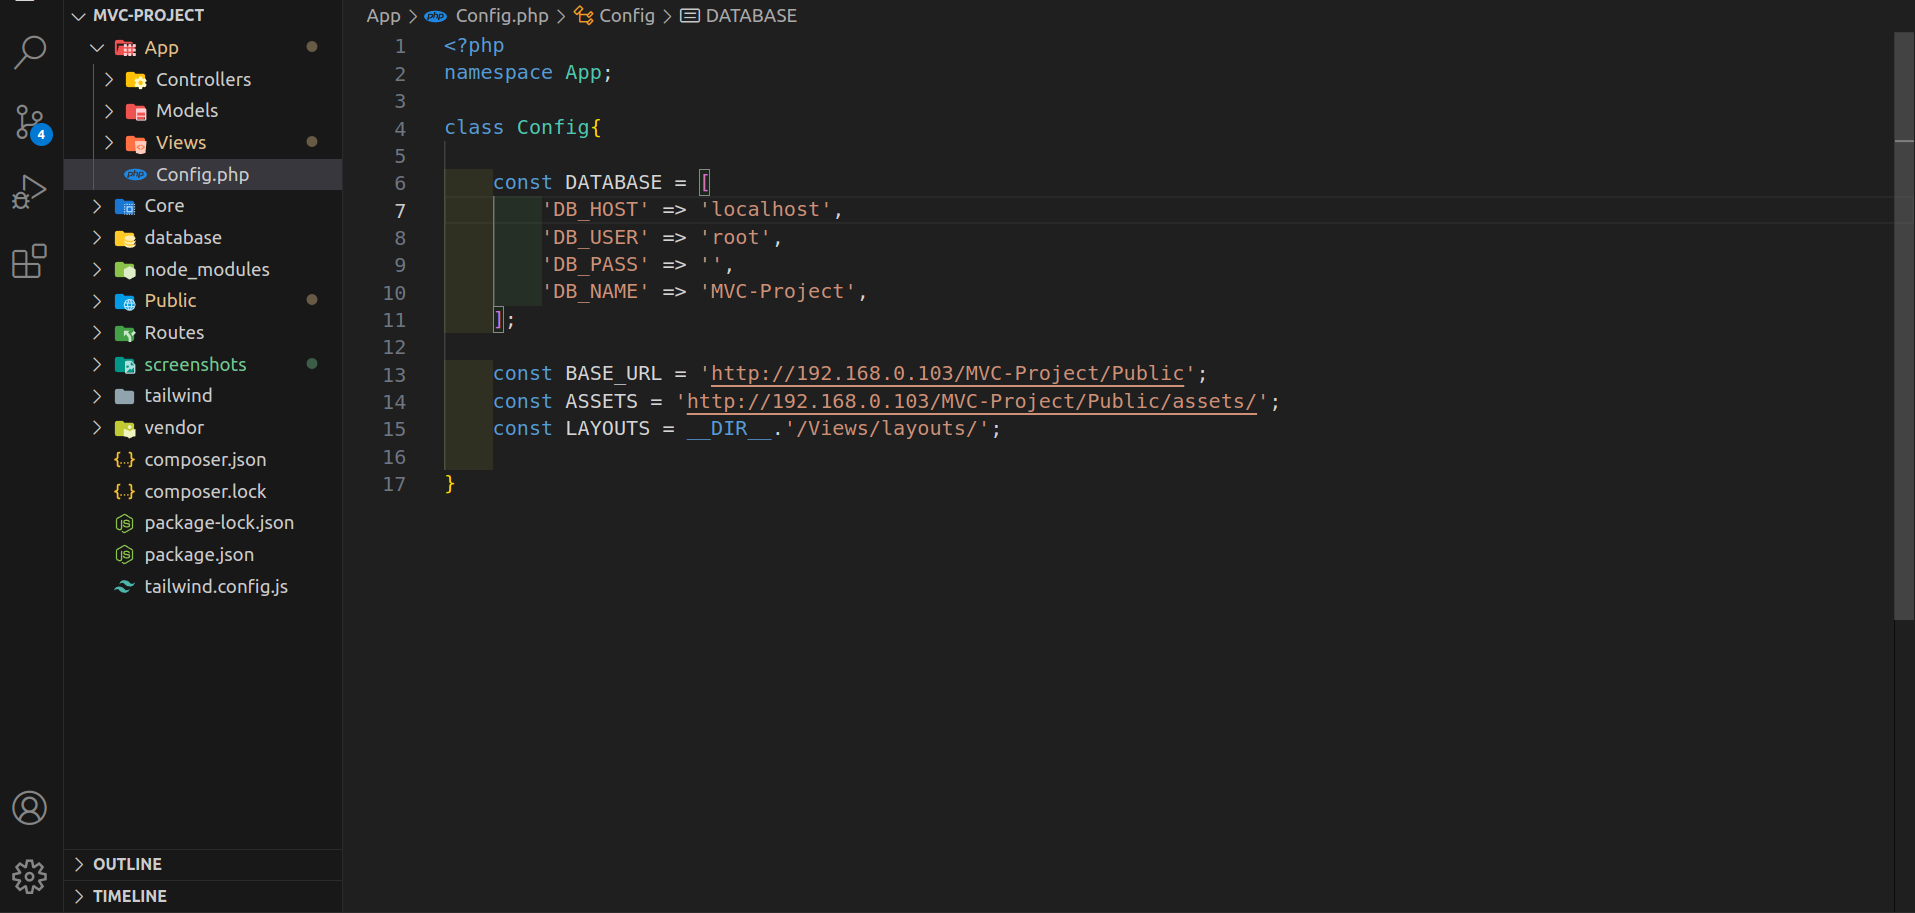 MVC-PROJECT
App
Controllers
Models
Views
php Config.php
Core
database
node_modules
Public
Routes
screenshots
tailwind
vendor
{..} composer.json
{..} composer.lock
JS package-lock.json
JS package.json
tailwind.config.js
OUTLINE
TIMELINE
4
App > php Config.php > Config > DATABASE
1 <?php
2 namespace App;
3
4 class Config{
5
6 const DATABASE = [
7 'DB_HOST' => 'localhost',
8 'DB_USER' => 'root',
9 'DB_PASS' => '',
10 'DB_NAME' => 'MVC-Project',
11 ];
12
13 const BASE_URL = 'http://192.168.0.103/MVC-Project/Public';
14 const ASSETS = 'http://192.168.0.103/MVC-Project/Public/assets/';
15 const LAYOUTS = __DIR__.'/Views/layouts/';
16
17 }